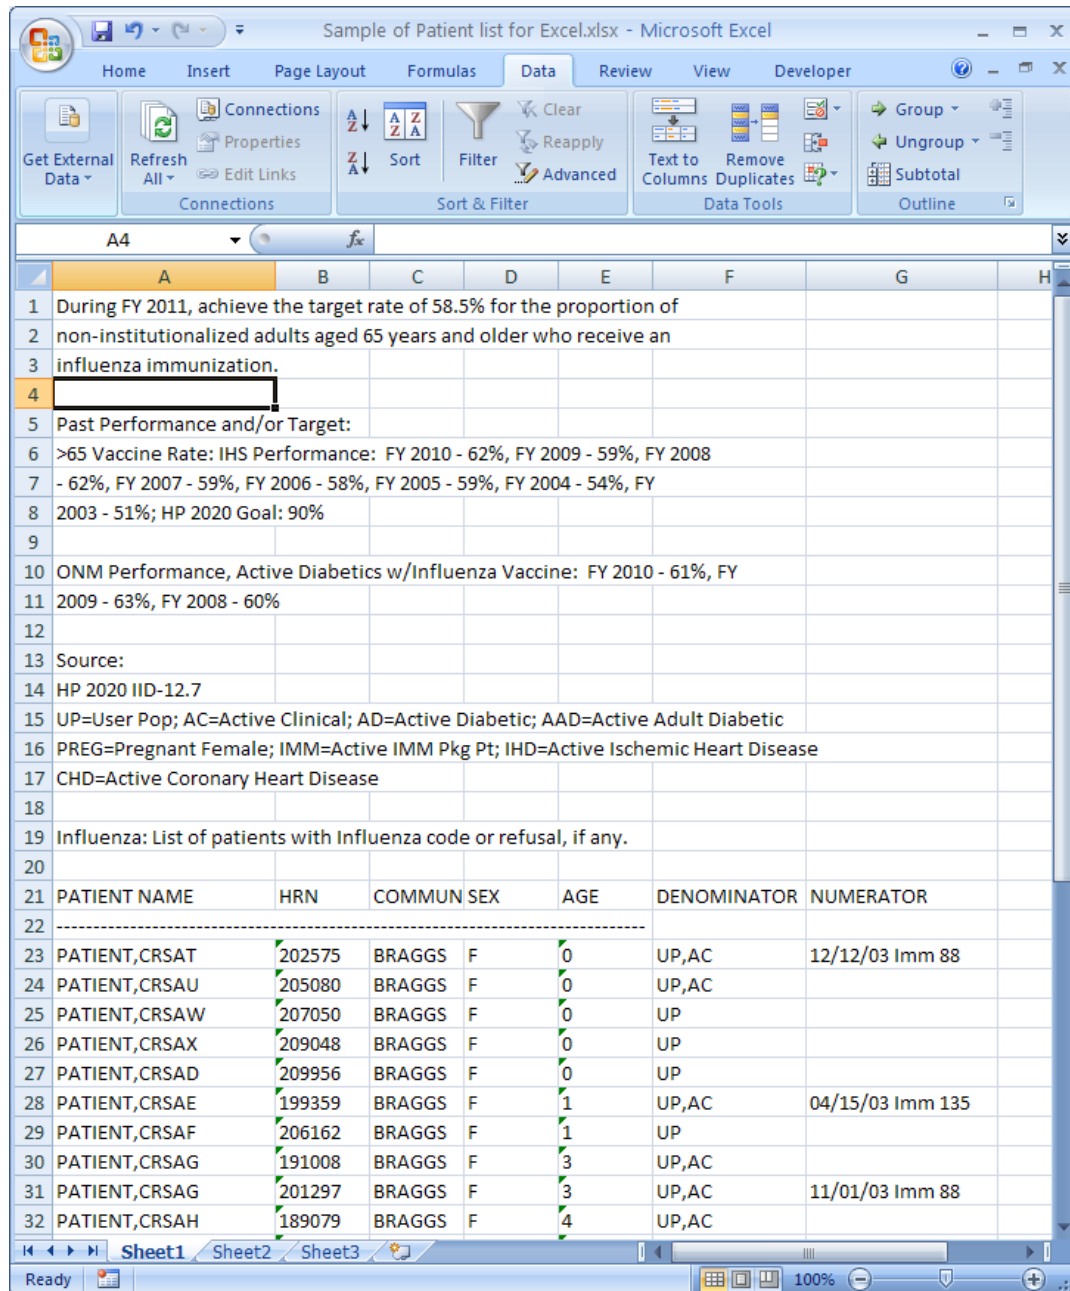 Sample of Patient list for Excel.xlsx - Microsoft Excel
Home Insert Page Layout Formulas Data Review View Developer
Get External Data
Refresh All
Connections
Properties
Edit Links
Connections
Sort
Filter
Clear
Reapply
Advanced
Sort & Filter
Text to Columns
Remove Duplicates
Data Tools
Group
Ungroup
Subtotal
Outline
A4 fx
A B C D E F G H
1 During FY 2011, achieve the target rate of 58.5% for the proportion of
2 non-institutionalized adults aged 65 years and older who receive an
3 influenza immunization.
4
5 Past Performance and/or Target:
6 >65 Vaccine Rate: IHS Performance: FY 2010 - 62%, FY 2009 - 59%, FY 2008
7 - 62%, FY 2007 - 59%, FY 2006 - 58%, FY 2005 - 59%, FY 2004 - 54%, FY
8 2003 - 51%; HP 2020 Goal: 90%
9
10 ONM Performance, Active Diabetics w/Influenza Vaccine: FY 2010 - 61%, FY
11 2009 - 63%, FY 2008 - 60%
12
13 Source:
14 HP 2020 IID-12.7
15 UP=User Pop; AC=Active Clinical; AD=Active Diabetic; AAD=Active Adult Diabetic
16 PREG=Pregnant Female; IMM=Active IMM Pkg Pt; IHD=Active Ischemic Heart Disease
17 CHD=Active Coronary Heart Disease
18
19 Influenza: List of patients with Influenza code or refusal, if any.
20
21 PATIENT NAME HRN COMMUN SEX AGE DENOMINATOR NUMERATOR
22 --------------------------------------------------------------------------------
23 PATIENT,CRSAT 202575 BRAGGS F 0 UP,AC 12/12/03 Imm 88
24 PATIENT,CRSAU 205080 BRAGGS F 0 UP,AC
25 PATIENT,CRSAW 207050 BRAGGS F 0 UP
26 PATIENT,CRSAX 209048 BRAGGS F 0 UP
27 PATIENT,CRSAD 209956 BRAGGS F 0 UP
28 PATIENT,CRSAE 199359 BRAGGS F 1 UP,AC 04/15/03 Imm 135
29 PATIENT,CRSAF 206162 BRAGGS F 1 UP
30 PATIENT,CRSAG 191008 BRAGGS F 3 UP,AC
31 PATIENT,CRSAG 201297 BRAGGS F 3 UP,AC 11/01/03 Imm 88
32 PATIENT,CRSAH 189079 BRAGGS F 4 UP,AC
Sheet1 Sheet2 Sheet3
Ready 100%